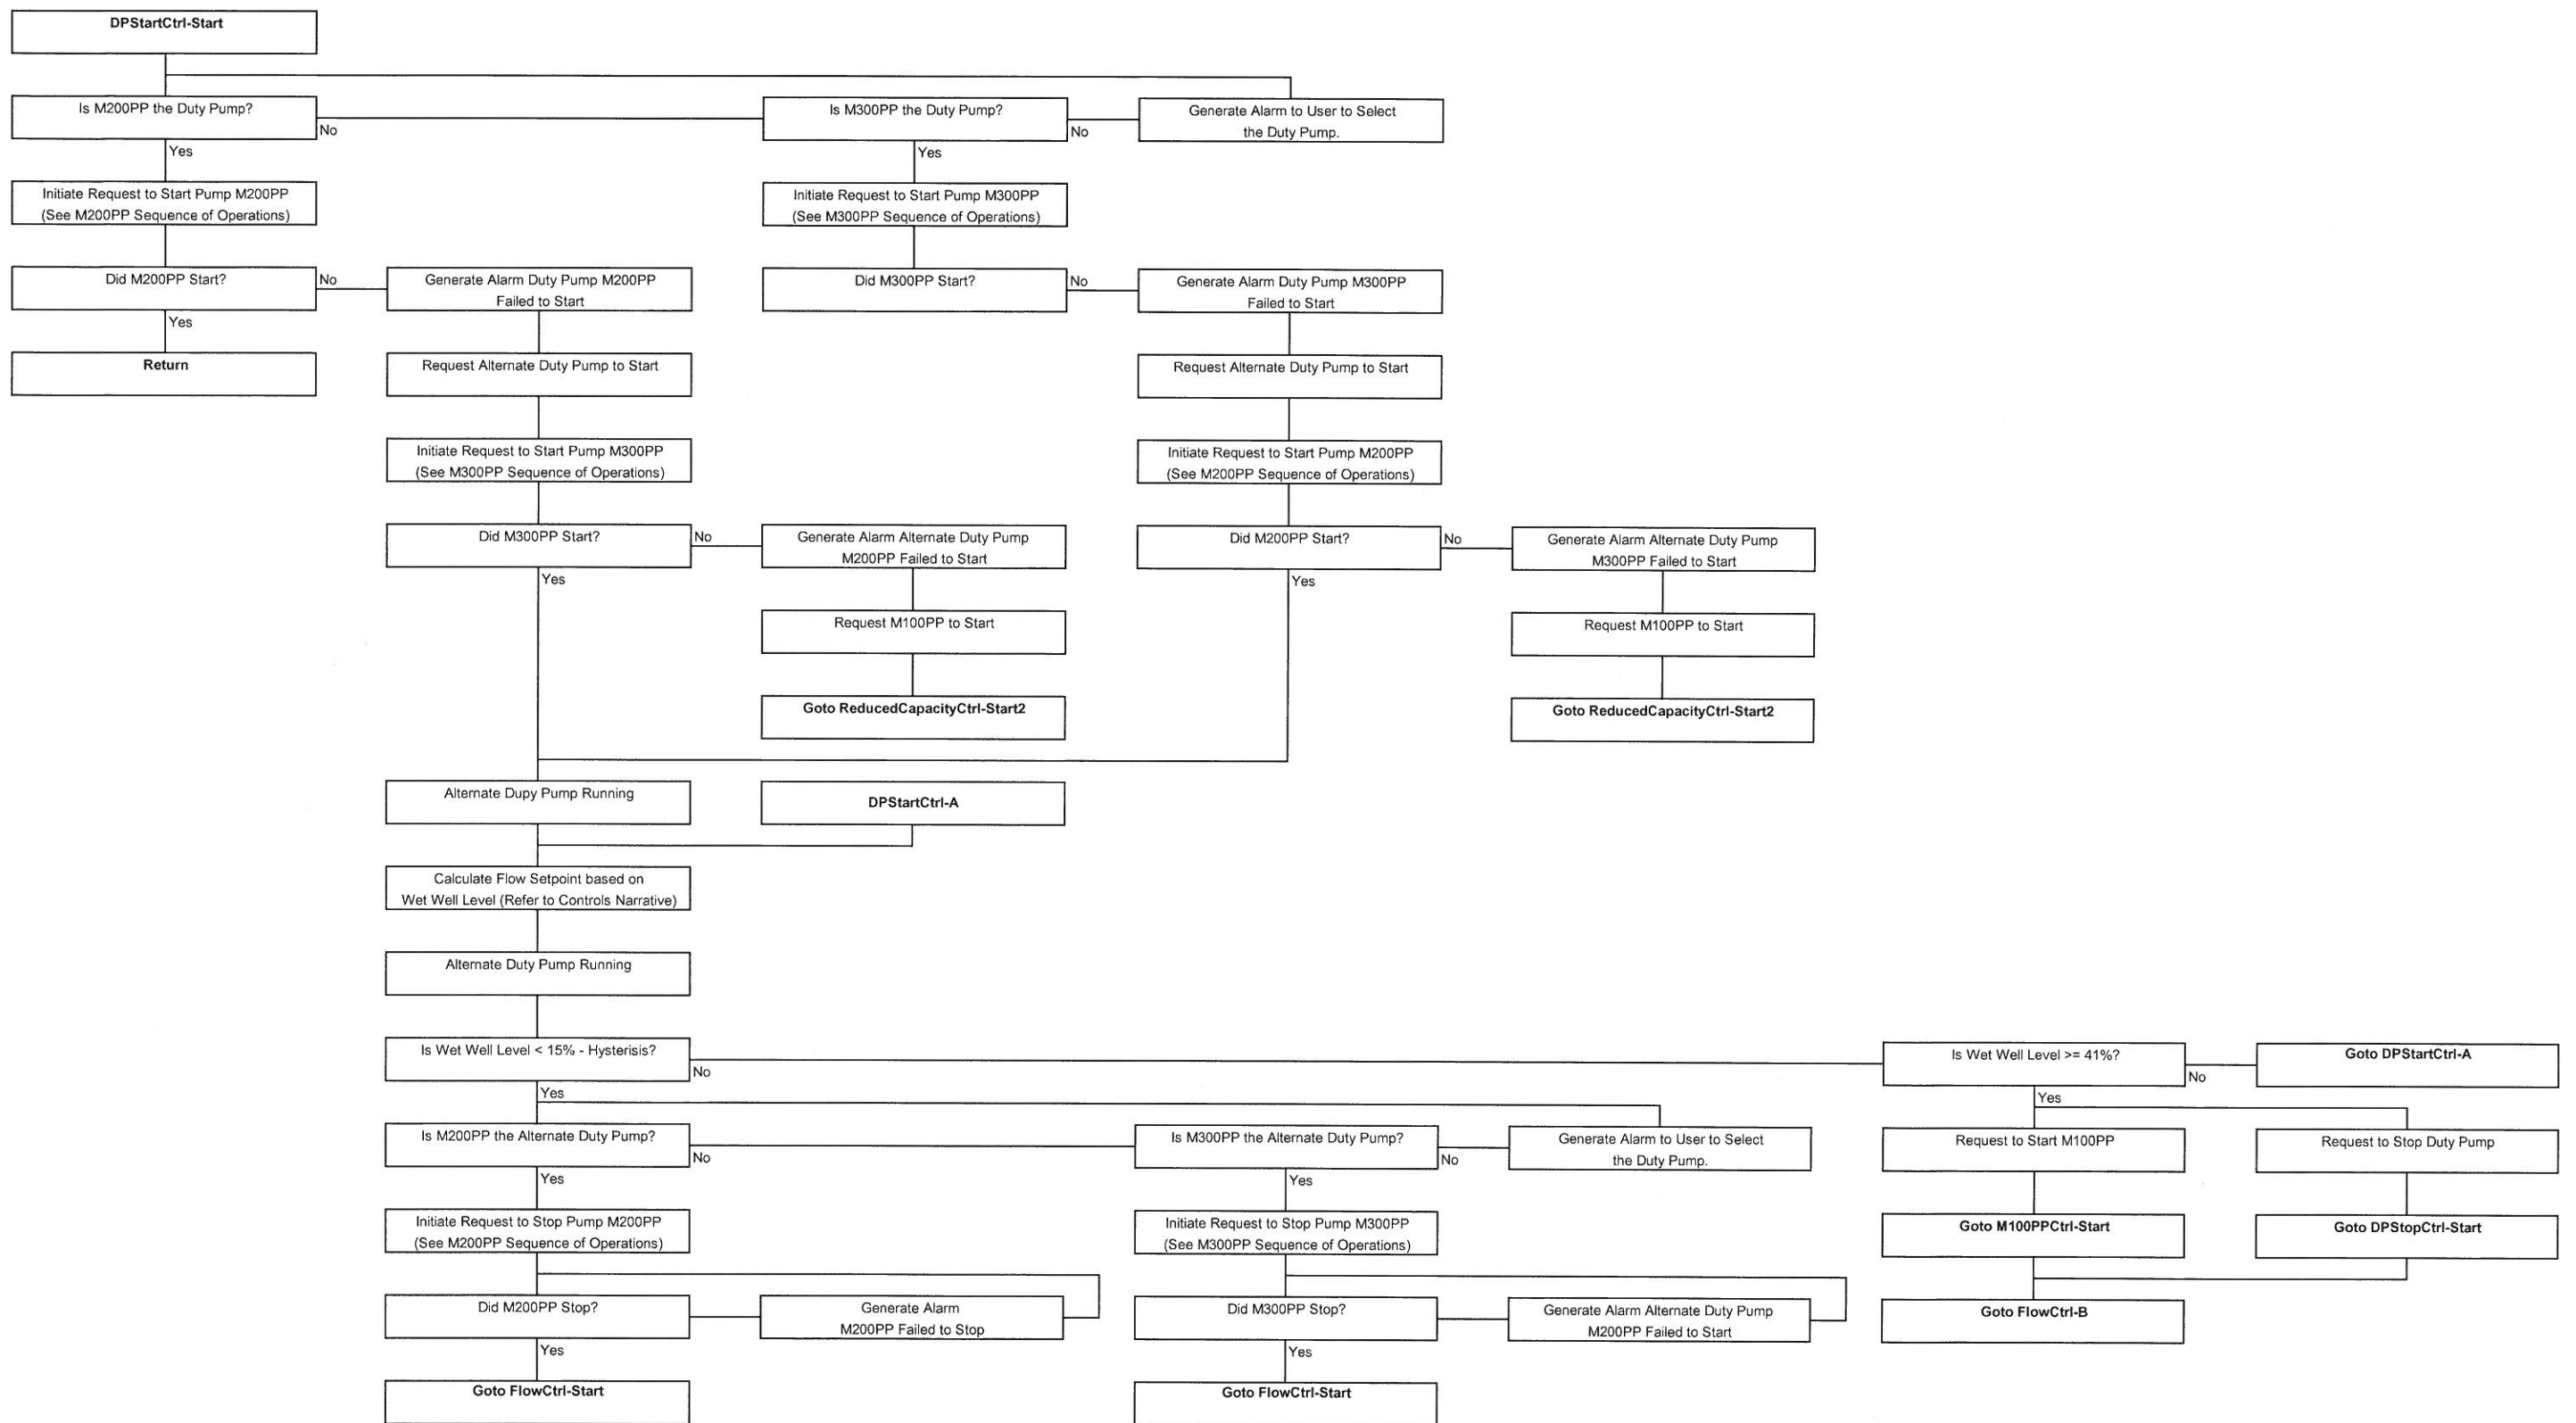 DPStartCtrl-Start
Is M200PP the Duty Pump?
No
Is M300PP the Duty Pump?
No
Generate Alarm to User to Select
the Duty Pump.
Yes
Yes
Initiate Request to Start Pump M200PP
(See M200PP Sequence of Operations)
Initiate Request to Start Pump M300PP
(See M300PP Sequence of Operations)
Did M200PP Start?
No
Generate Alarm Duty Pump M200PP
Failed to Start
Did M300PP Start?
No
Generate Alarm Duty Pump M300PP
Failed to Start
Yes
Return
Request Alternate Duty Pump to Start
Request Alternate Duty Pump to Start
Initiate Request to Start Pump M300PP
(See M300PP Sequence of Operations)
Initiate Request to Start Pump M200PP
(See M200PP Sequence of Operations)
Did M300PP Start?
No
Generate Alarm Alternate Duty Pump
M200PP Failed to Start
Did M200PP Start?
No
Generate Alarm Alternate Duty Pump
M300PP Failed to Start
Yes
Yes
Request M100PP to Start
Request M100PP to Start
Goto ReducedCapacityCtrl-Start2
Goto ReducedCapacityCtrl-Start2
Alternate Dupy Pump Running
DPStartCtrl-A
Calculate Flow Setpoint based on
Wet Well Level (Refer to Controls Narrative)
Alternate Duty Pump Running
Is Wet Well Level < 15% - Hysterisis?
No
Is Wet Well Level >= 41%?
No
Goto DPStartCtrl-A
Yes
Yes
Is M200PP the Alternate Duty Pump?
No
Is M300PP the Alternate Duty Pump?
No
Generate Alarm to User to Select
the Duty Pump.
Request to Start M100PP
Request to Stop Duty Pump
Yes
Yes
Initiate Request to Stop Pump M200PP
(See M200PP Sequence of Operations)
Initiate Request to Stop Pump M300PP
(See M300PP Sequence of Operations)
Goto M100PPCtrl-Start
Goto DPStopCtrl-Start
Did M200PP Stop?
Generate Alarm
M200PP Failed to Stop
Did M300PP Stop?
Generate Alarm Alternate Duty Pump
M200PP Failed to Start
Goto FlowCtrl-B
Yes
Yes
Goto FlowCtrl-Start
Goto FlowCtrl-Start